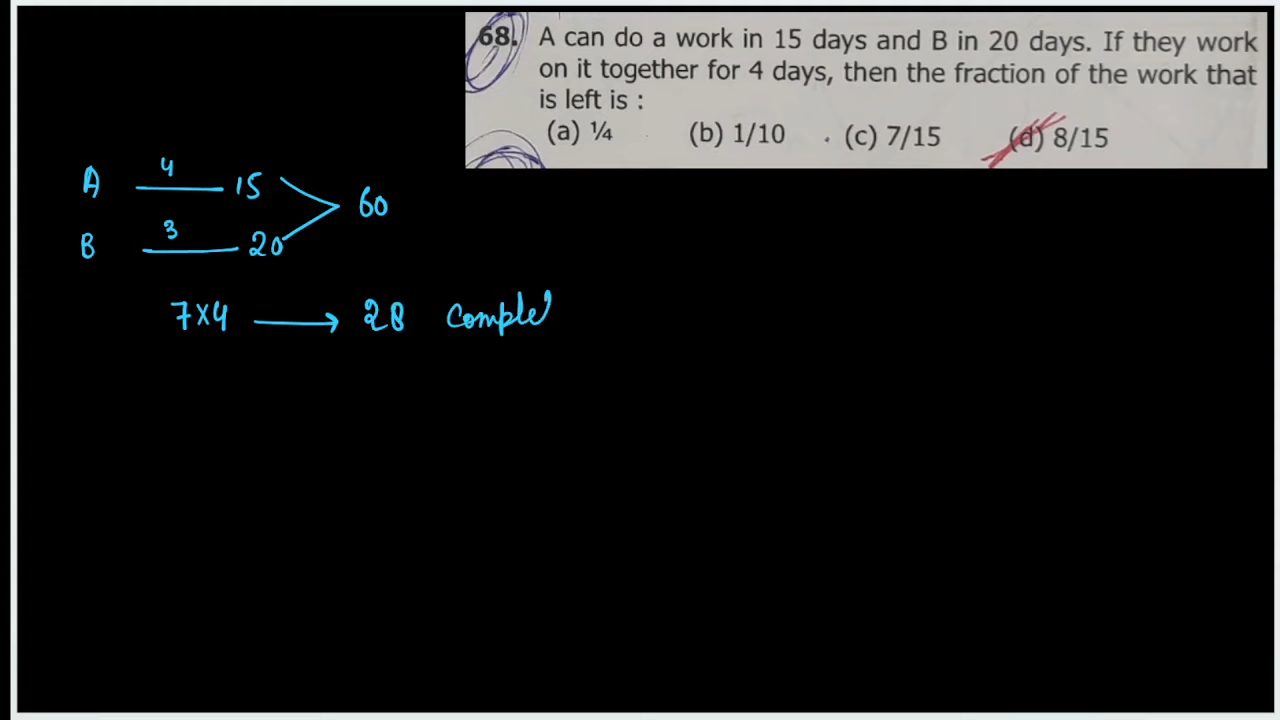 68. A can do a work in 15 days and B in 20 days. If they work
on it together for 4 days, then the fraction of the work that
is left is :
(a) ¼ (b) 1/10 (c) 7/15 (d) 8/15
A 4 15
60
B 3 20
7×4 → 28 Complet